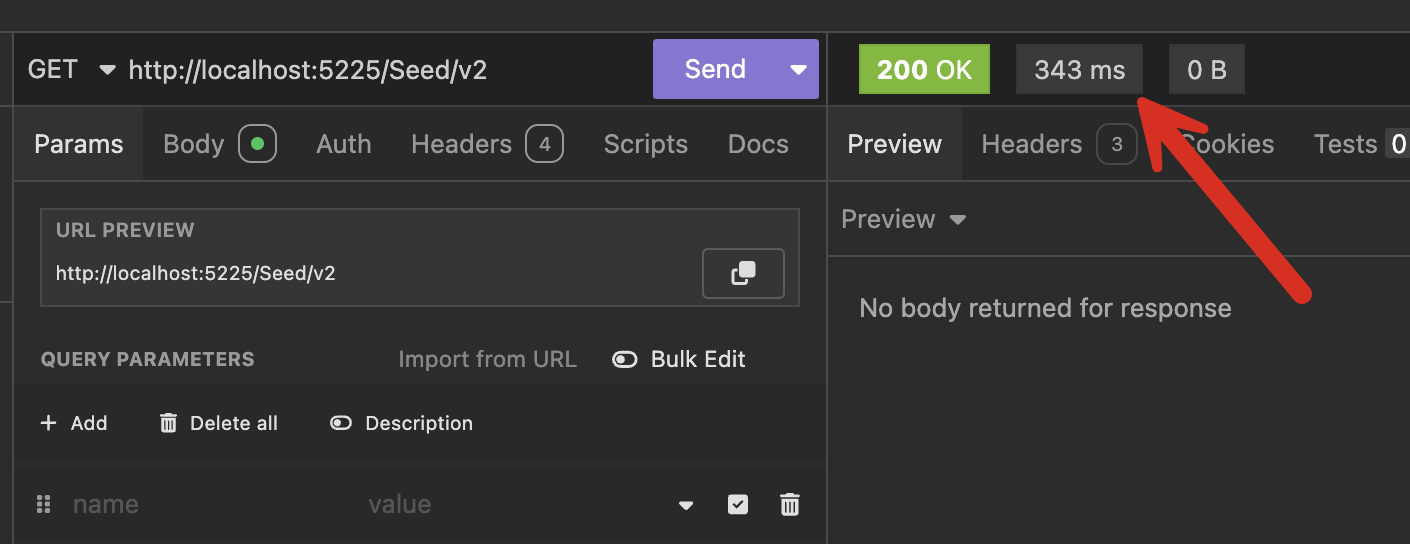 GET http://localhost:5225/Seed/v2 Send 200 OK 343 ms 0 B
Params Body Auth Headers 4 Scripts Docs Preview Headers 3 Cookies Tests 0
URL PREVIEW
http://localhost:5225/Seed/v2
Preview
No body returned for response
QUERY PARAMETERS Import from URL Bulk Edit
+ Add Delete all Description
name value